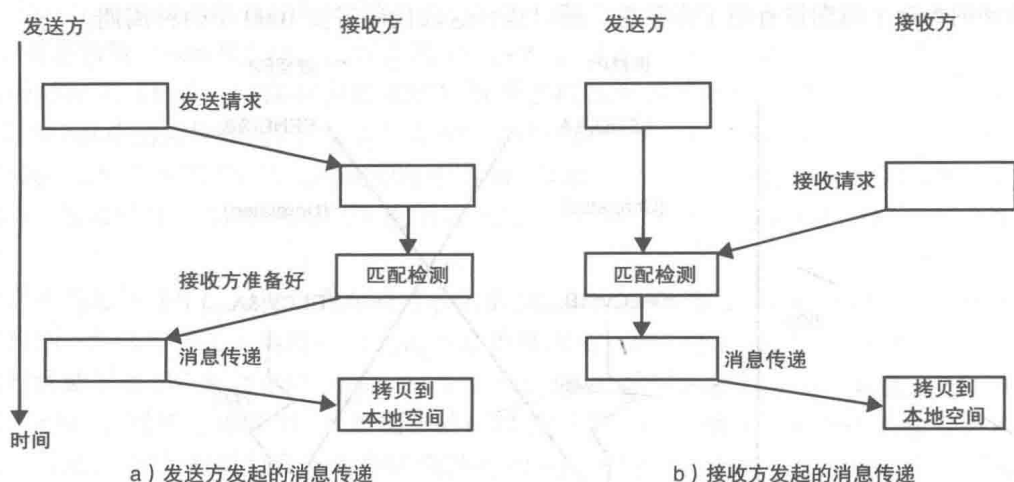 发送方
接收方
发送请求
匹配检测
接收方准备好
消息传递
拷贝到
本地空间
时间
a）发送方发起的消息传递
发送方
接收方
接收请求
匹配检测
消息传递
拷贝到
本地空间
b）接收方发起的消息传递